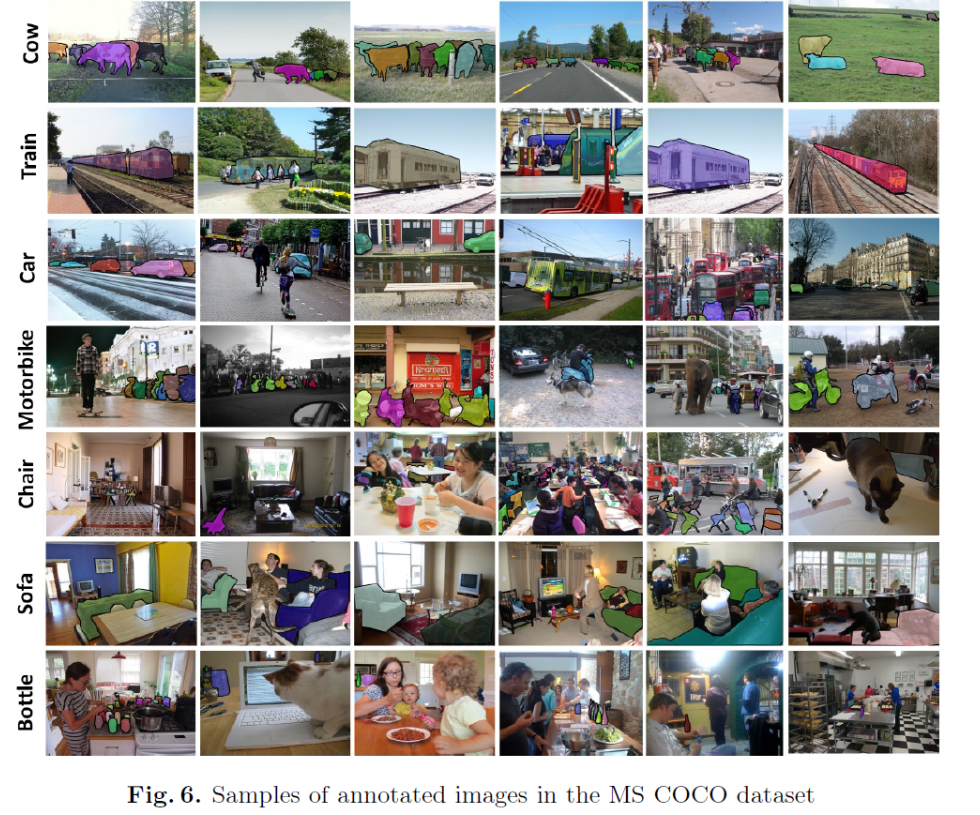 Cow
Train
Car
Motorbike
Chair
Sofa
Bottle
Fig. 6. Samples of annotated images in the MS COCO dataset